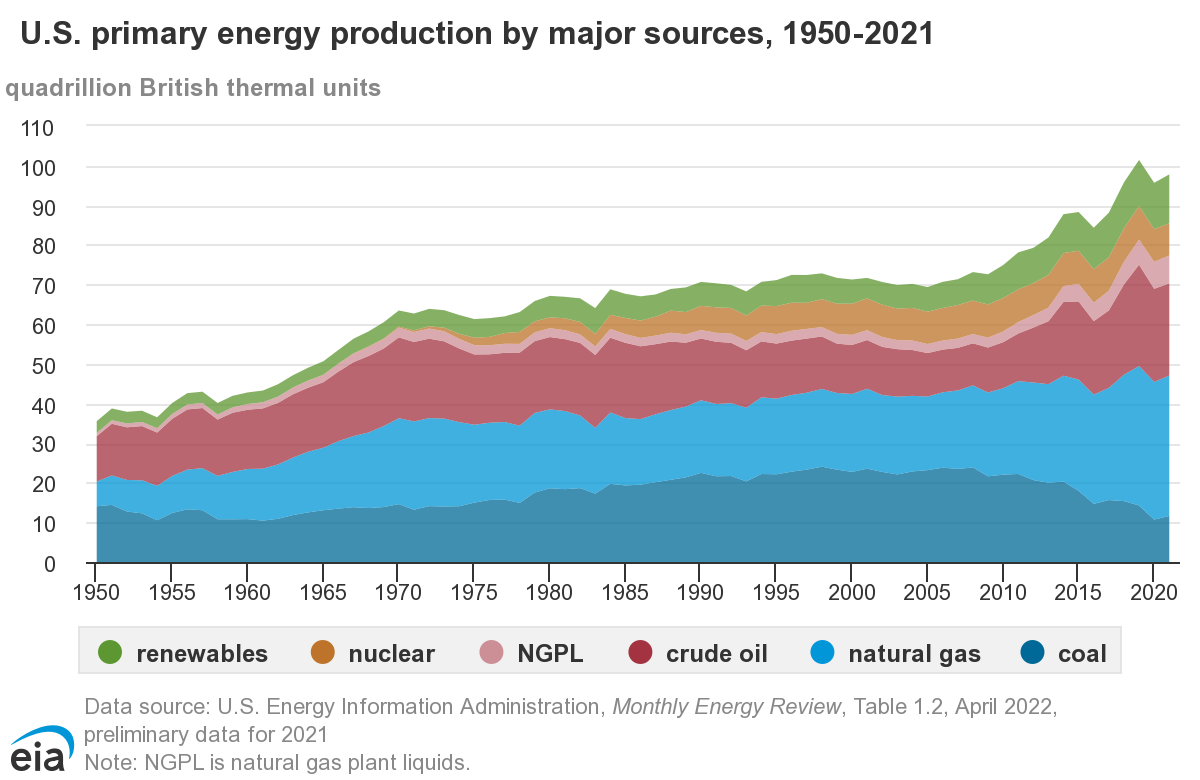 U.S. primary energy production by major sources, 1950-2021
quadrillion British thermal units
110
100
90
80
70
60
50
40
30
20
10
0
1950 1955 1960 1965 1970 1975 1980 1985 1990 1995 2000 2005 2010 2015 2020
renewables nuclear NGPL crude oil natural gas coal
Data source: U.S. Energy Information Administration, Monthly Energy Review, Table 1.2, April 2022,
preliminary data for 2021
Note: NGPL is natural gas plant liquids.
eia